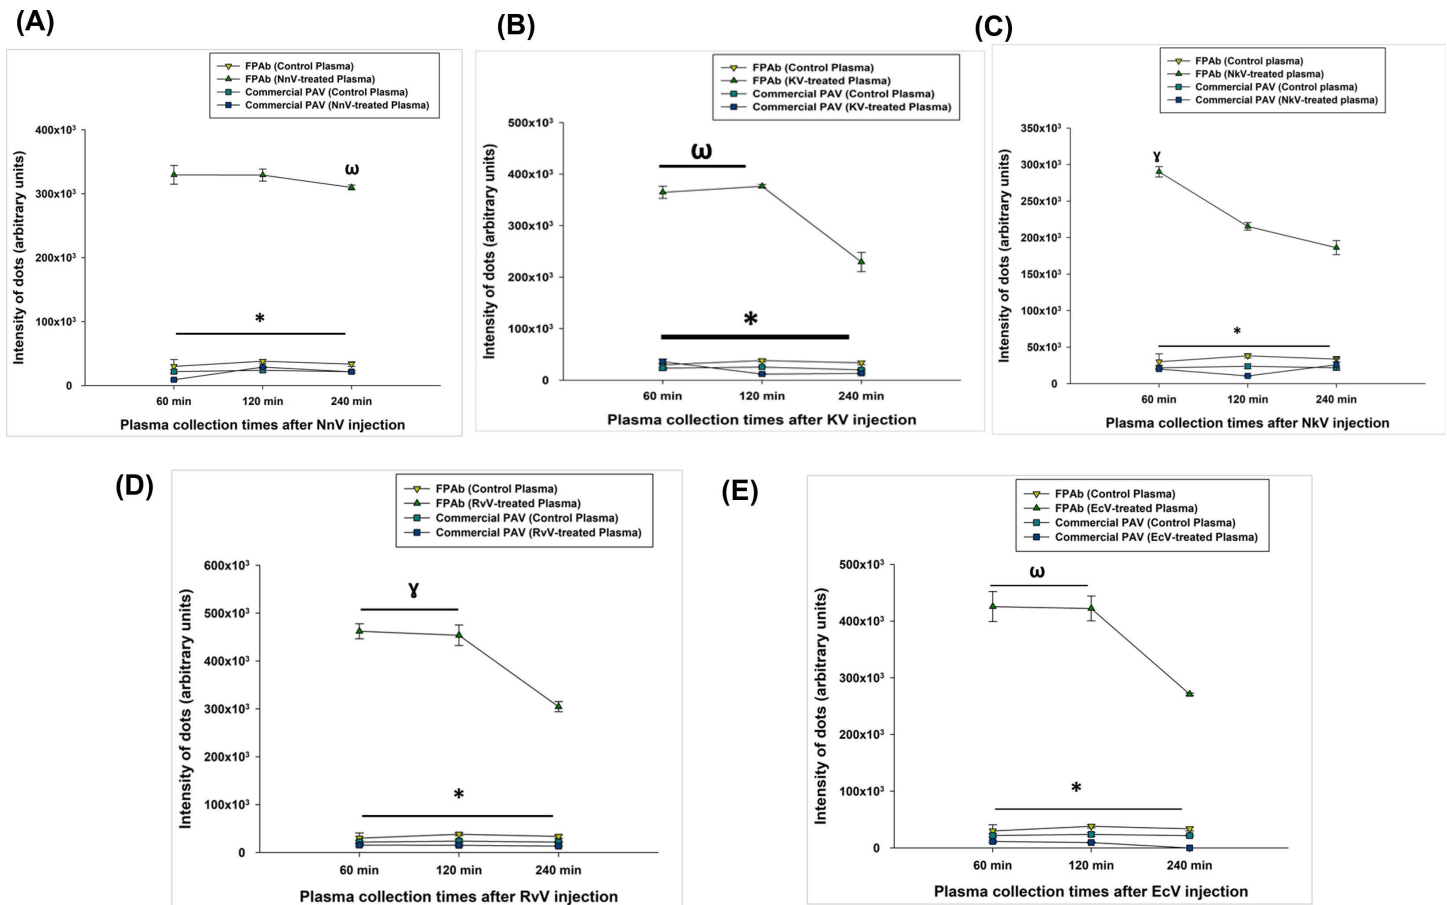 (A)
FPAb (Control Plasma)
FPAb (NnV-treated Plasma)
Commercial PAV (Control Plasma)
Commercial PAV (NnV-treated Plasma)
Intensity of dots (arbitrary units)
400x10³
300x10³
200x10³
100x10³
0
ω
*
60 min 120 min 240 min
Plasma collection times after NnV injection
(B)
FPAb (Control Plasma)
FPAb (KV-treated Plasma)
Commercial PAV (Control Plasma)
Commercial PAV (KV-treated Plasma)
Intensity of dots (arbitrary units)
500x10³
400x10³
300x10³
200x10³
100x10³
0
ω
*
60 min 120 min 240 min
Plasma collection times after KV injection
(C)
FPAb (Control plasma)
FPAb (NkV-treated plasma)
Commercial PAV (Control plasma)
Commercial PAV (NkV-treated plasma)
Intensity of dots (arbitrary units)
350x10³
300x10³
250x10³
200x10³
150x10³
100x10³
50x10³
0
ɣ
*
60 min 120 min 240 min
Plasma collection times after NkV injection
(D)
FPAb (Control Plasma)
FPAb (RvV-treated Plasma)
Commercial PAV (Control Plasma)
Commercial PAV (RvV-treated Plasma)
Intensity of dots (arbitrary units)
600x10³
500x10³
400x10³
300x10³
200x10³
100x10³
0
ɣ
*
60 min 120 min 240 min
Plasma collection times after RvV injection
(E)
FPAb (Control Plasma)
FPAb (EcV-treated Plasma)
Commercial PAV (Control Plasma)
Commercial PAV (EcV-treated Plasma)
Intensity of dots (arbitrary units)
500x10³
400x10³
300x10³
200x10³
100x10³
0
ω
*
60 min 120 min 240 min
Plasma collection times after EcV injection